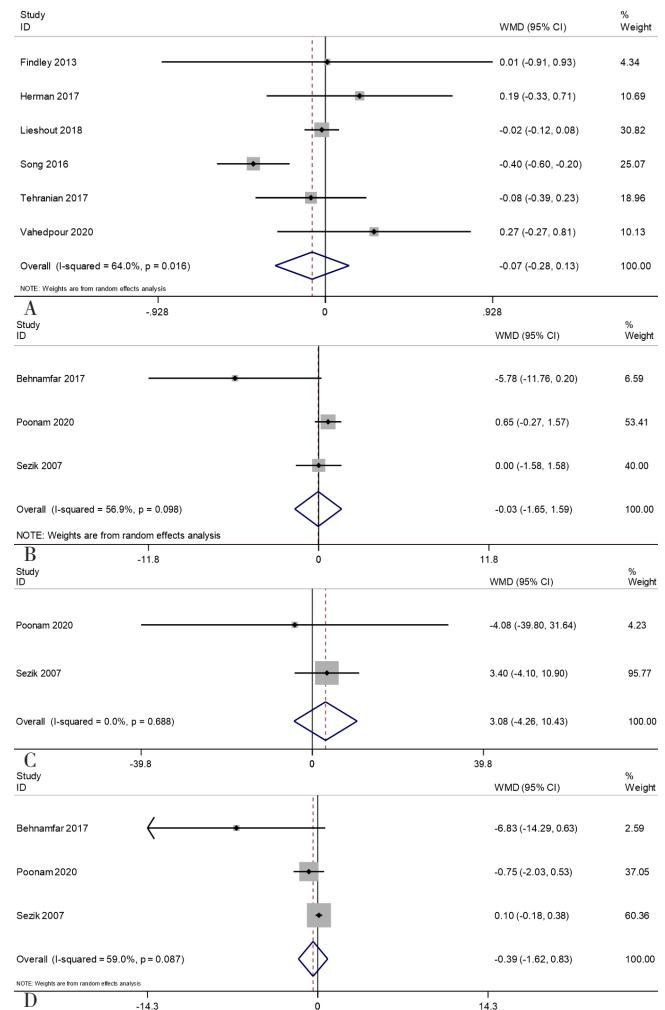 Study %
ID WMD (95% CI) Weight
Findley 2013 0.01 (-0.91, 0.93) 4.34
Herman 2017 0.19 (-0.33, 0.71) 10.69
Lieshout 2018 -0.02 (-0.12, 0.08) 30.82
Song 2016 -0.40 (-0.60, -0.20) 25.07
Tehranian 2017 -0.08 (-0.39, 0.23) 18.96
Vahedpour 2020 0.27 (-0.27, 0.81) 10.13
Overall (I-squared = 64.0%, p = 0.016) -0.07 (-0.28, 0.13) 100.00
NOTE: Weights are from random effects analysis
A
-.928 0 .928
Study %
ID WMD (95% CI) Weight
Behnamfar 2017 -5.78 (-11.76, 0.20) 6.59
Poonam 2020 0.65 (-0.27, 1.57) 53.41
Sezik 2007 0.00 (-1.58, 1.58) 40.00
Overall (I-squared = 56.9%, p = 0.098) -0.03 (-1.65, 1.59) 100.00
NOTE: Weights are from random effects analysis
B
-11.8 0 11.8
Study %
ID WMD (95% CI) Weight
Poonam 2020 -4.08 (-39.80, 31.64) 4.23
Sezik 2007 3.40 (-4.10, 10.90) 95.77
Overall (I-squared = 0.0%, p = 0.688) 3.08 (-4.26, 10.43) 100.00
C
-39.8 0 39.8
Study %
ID WMD (95% CI) Weight
Behnamfar 2017 -6.83 (-14.29, 0.63) 2.59
Poonam 2020 -0.75 (-2.03, 0.53) 37.05
Sezik 2007 0.10 (-0.18, 0.38) 60.36
Overall (I-squared = 59.0%, p = 0.087) -0.39 (-1.62, 0.83) 100.00
NOTE: Weights are from random effects analysis
D
-14.3 0 14.3